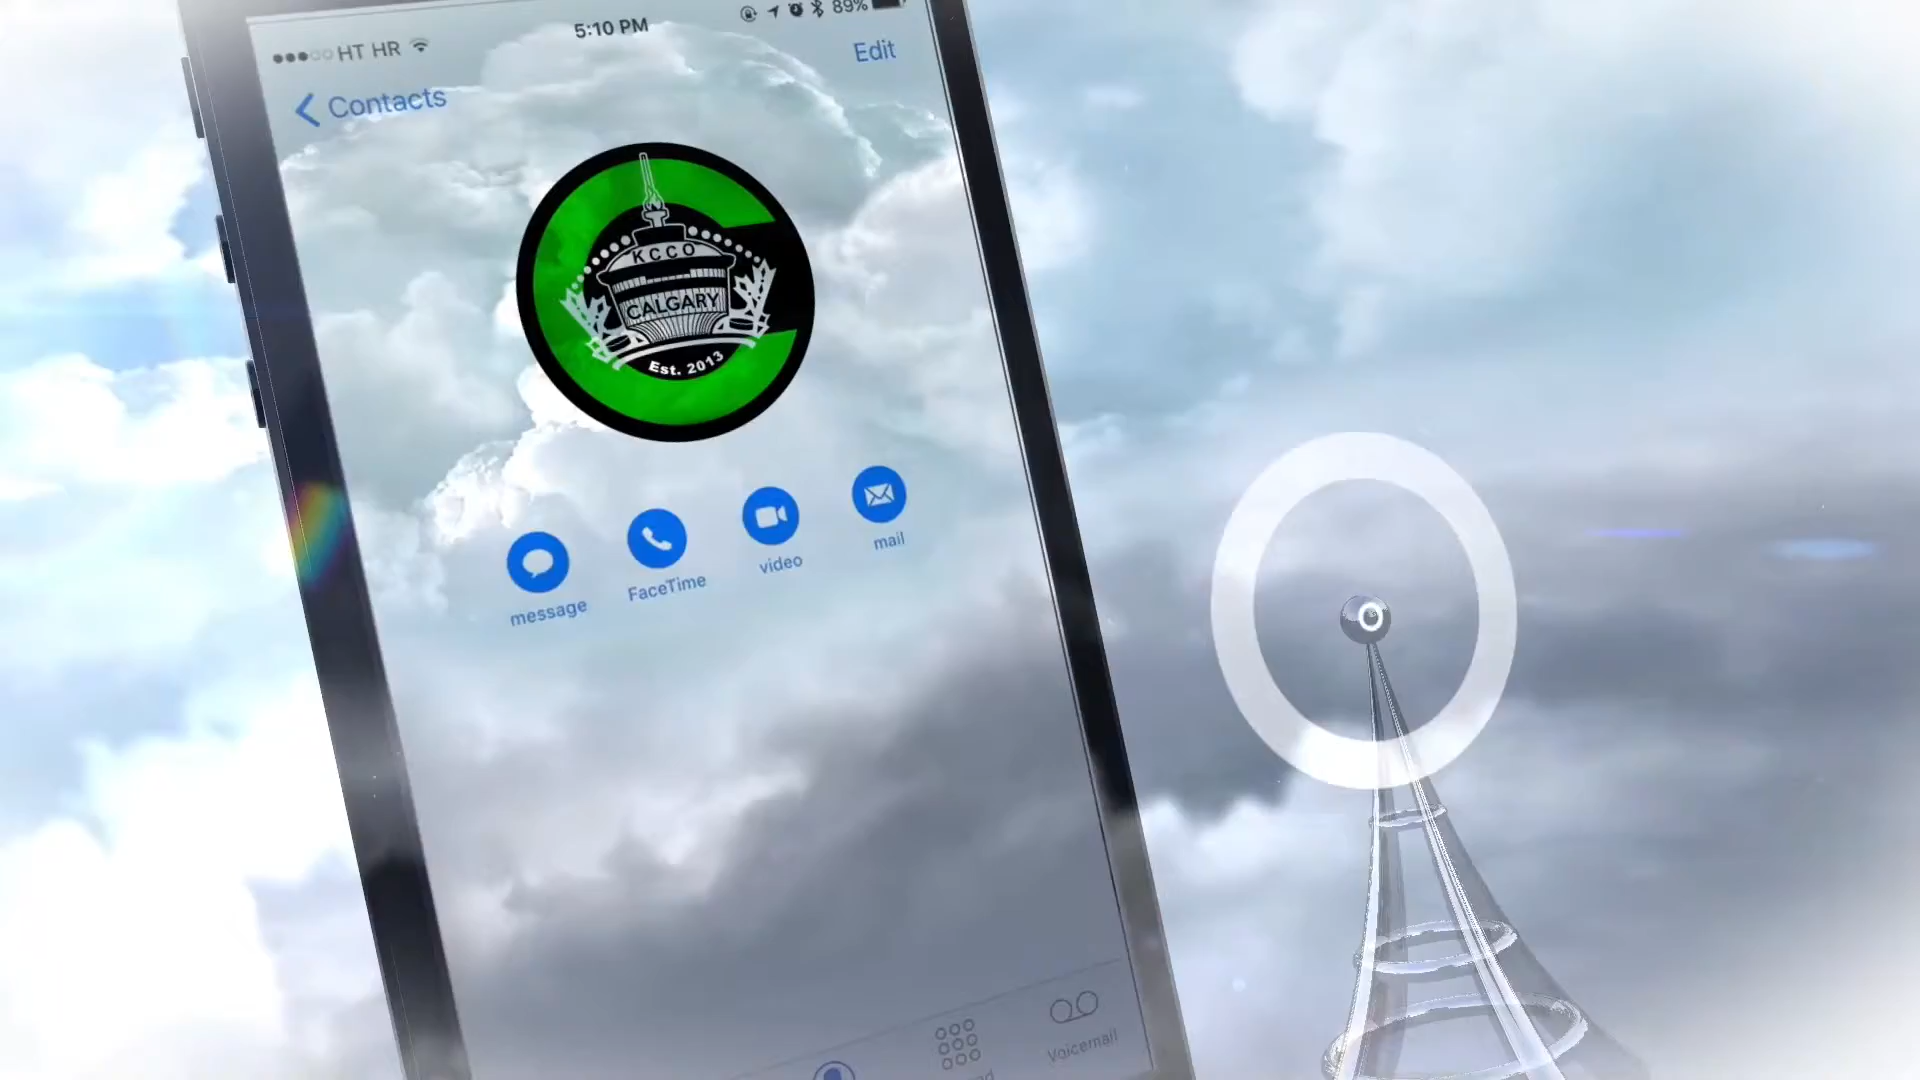 HT HR
5:10 PM
89%
Contacts
Edit
KCCO
CALGARY
Est. 2013
message
FaceTime
video
mail
Voicemail